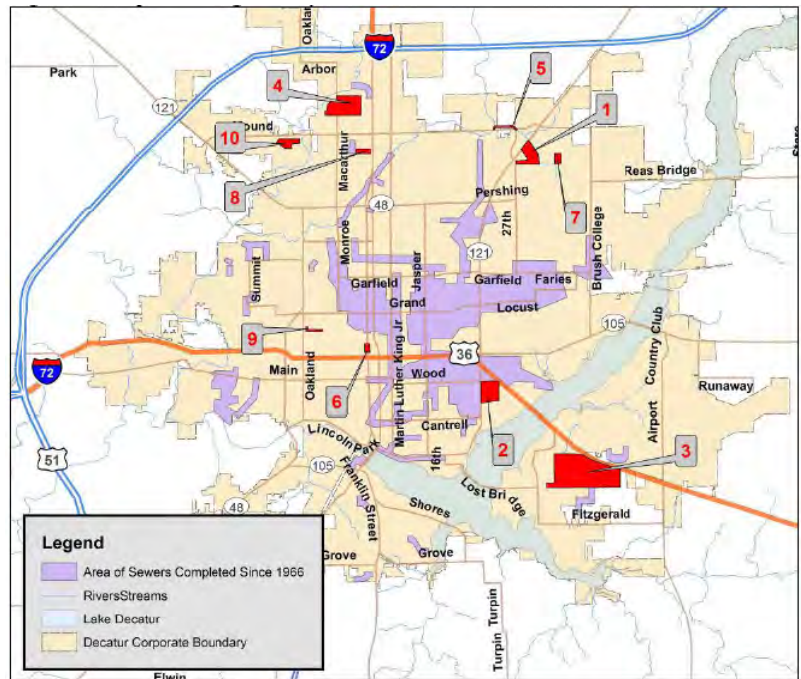 Oakland
72
Park
Arbor
4
5
121
1
ound
10
Macarthur
8
Reas Bridge
Pershing
48
7
27th
Brush College
121
Summit
Monroe
Jasper
Garfield
Garfield
Faries
Grand
Locust
105
Country Club
9
36
72
Main
Oakland
Wood
Runaway
Martin Luther King Jr
6
Cantrell
2
Airport
51
Lincoln Park
16th
3
105
Franklin Street
Lost Bridge
48
Shores
Fitzgerald
Grove
Grove
Turpin
Turpin
Elwin
Legend
Area of Sewers Completed Since 1966
RiversStreams
Lake Decatur
Decatur Corporate Boundary